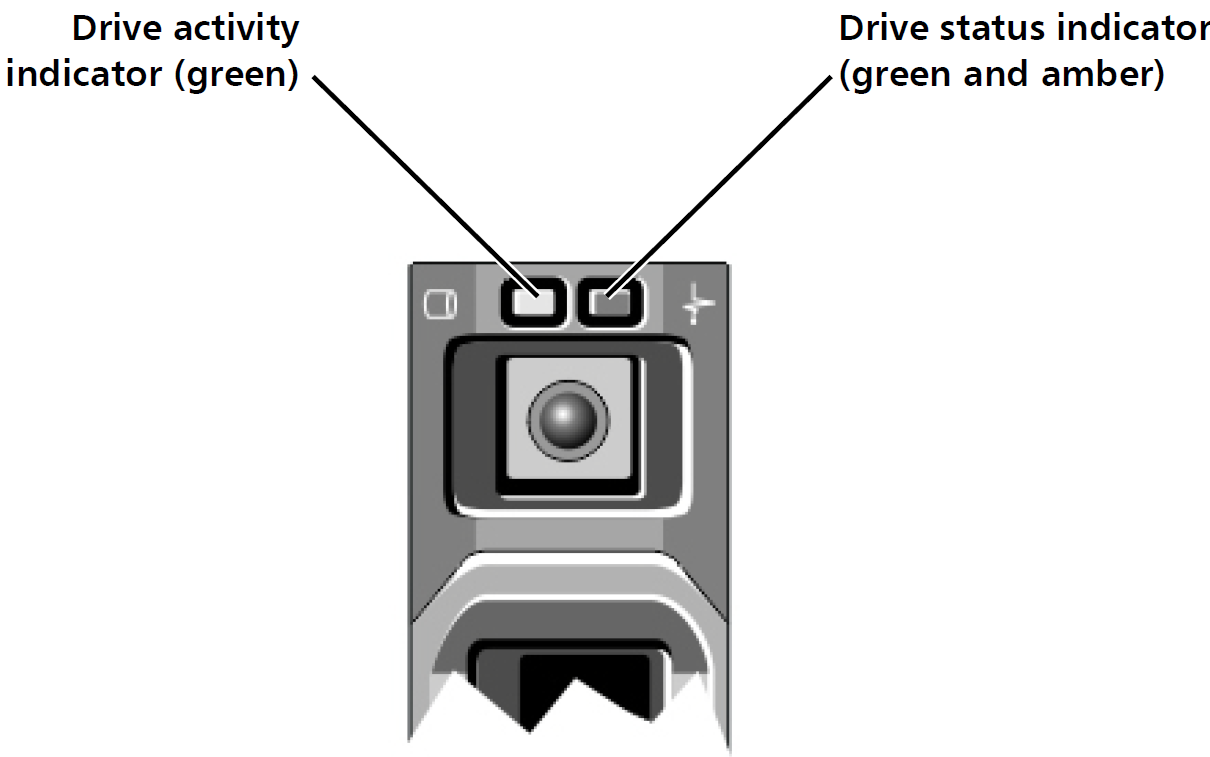 Drive activity
indicator (green)
Drive status indicator
(green and amber)